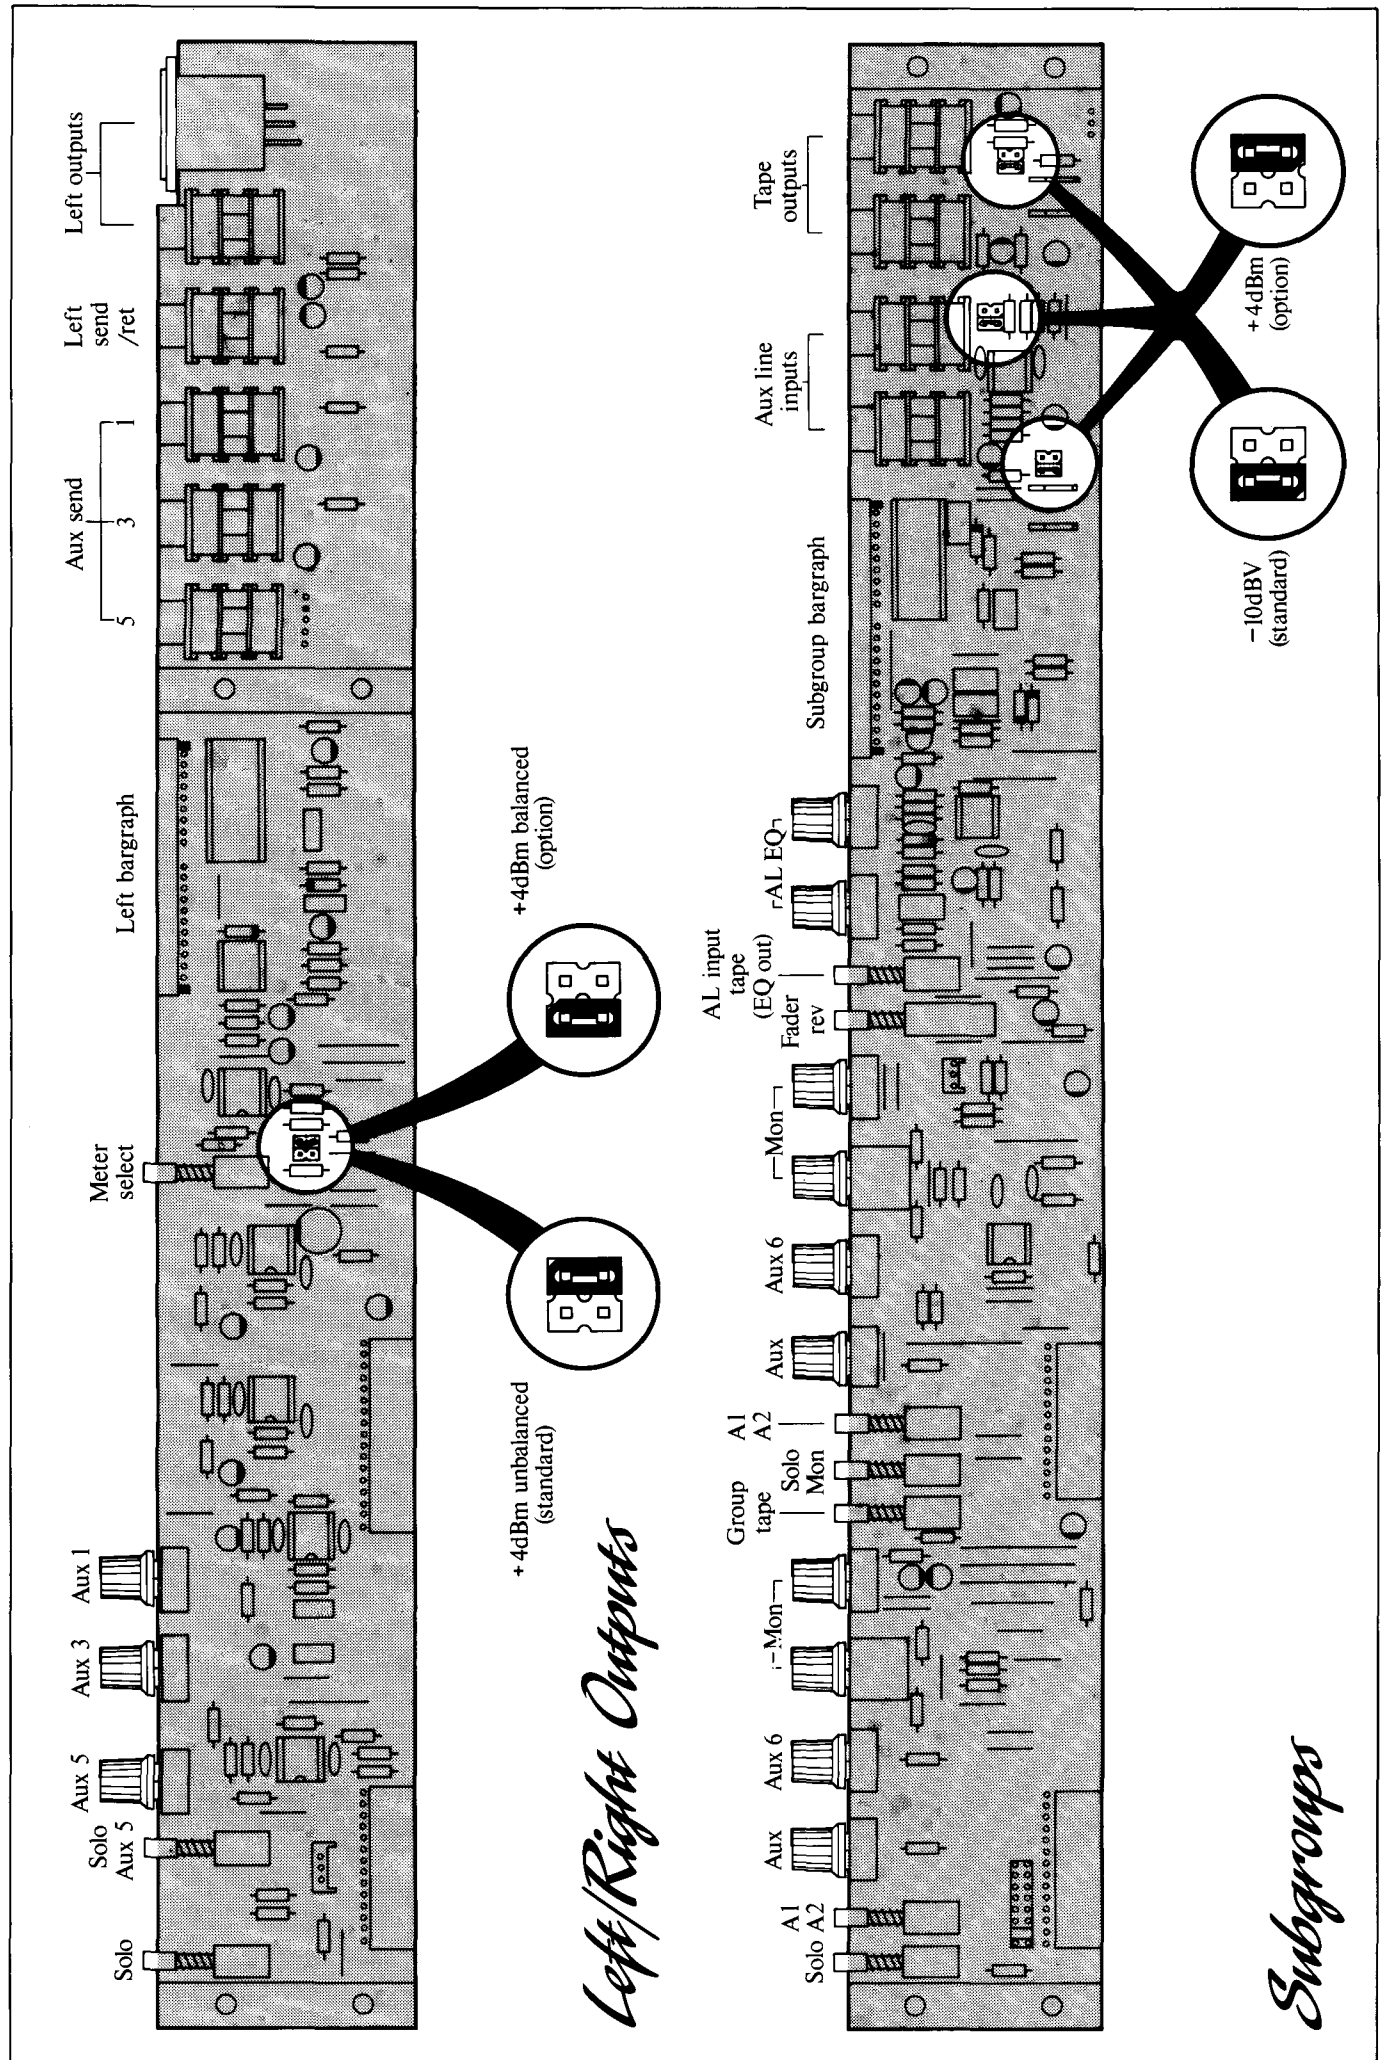 Left/Right Outputs
Solo
Solo
Aux 5
Aux 5
Aux 3
Aux 1
Meter
select
Left bargraph
Aux send
5
3
1
Left
send
/ret
Left outputs
+4dBm unbalanced
(standard)
+4dBm balanced
(option)
Subgroups
Solo
A1
A2
Aux
Aux 6
Mon
Group
tape
Solo
Mon
A1
A2
Aux
Aux 6
Mon
Fader
rev
AL input
tape
(EQ out)
AL EQ
Subgroup bargraph
Aux line
inputs
Tape
outputs
-10dBV
(standard)
+4dBm
(option)